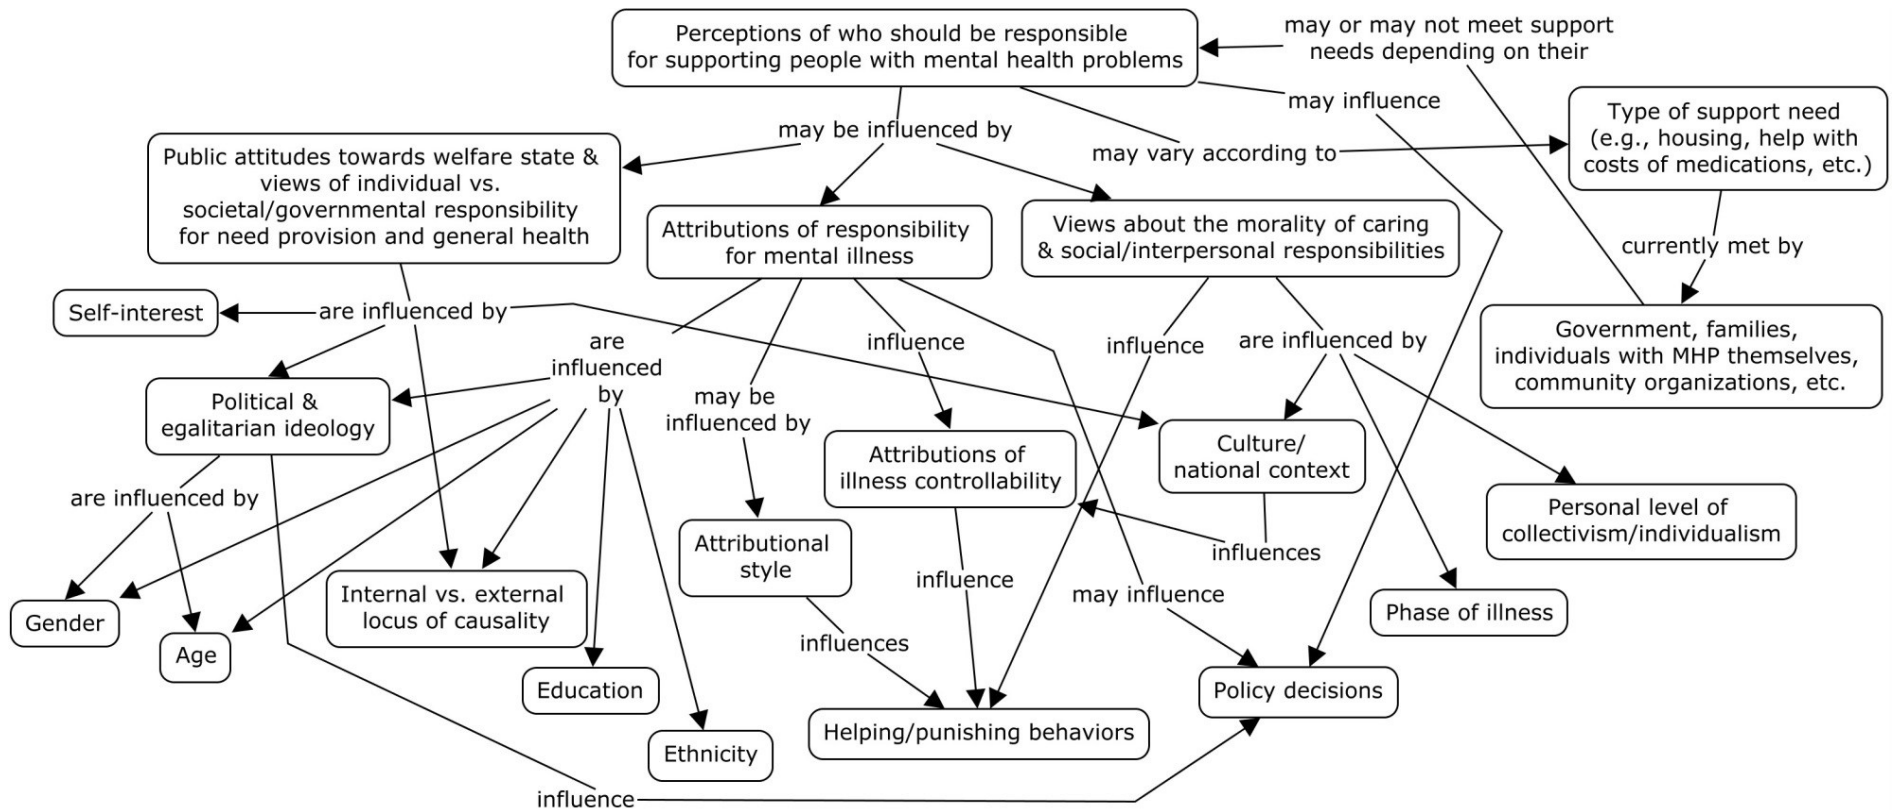 Perceptions of who should be responsible
for supporting people with mental health problems
may or may not meet support
needs depending on their
may influence
Type of support need
(e.g., housing, help with
costs of medications, etc.)
may be influenced by
may vary according to
Public attitudes towards welfare state &
views of individual vs.
societal/governmental responsibility
for need provision and general health
Attributions of responsibility
for mental illness
Views about the morality of caring
& social/interpersonal responsibilities
currently met by
Self-interest
are influenced by
are
influenced
by
influence
influence
are influenced by
Government, families,
individuals with MHP themselves,
community organizations, etc.
Political &
egalitarian ideology
may be
influenced by
Attributions of
illness controllability
Culture/
national context
Personal level of
collectivism/individualism
are influenced by
Attributional
style
influences
influence
may influence
Phase of illness
Gender
Age
Internal vs. external
locus of causality
influences
Education
Policy decisions
Helping/punishing behaviors
Ethnicity
influence